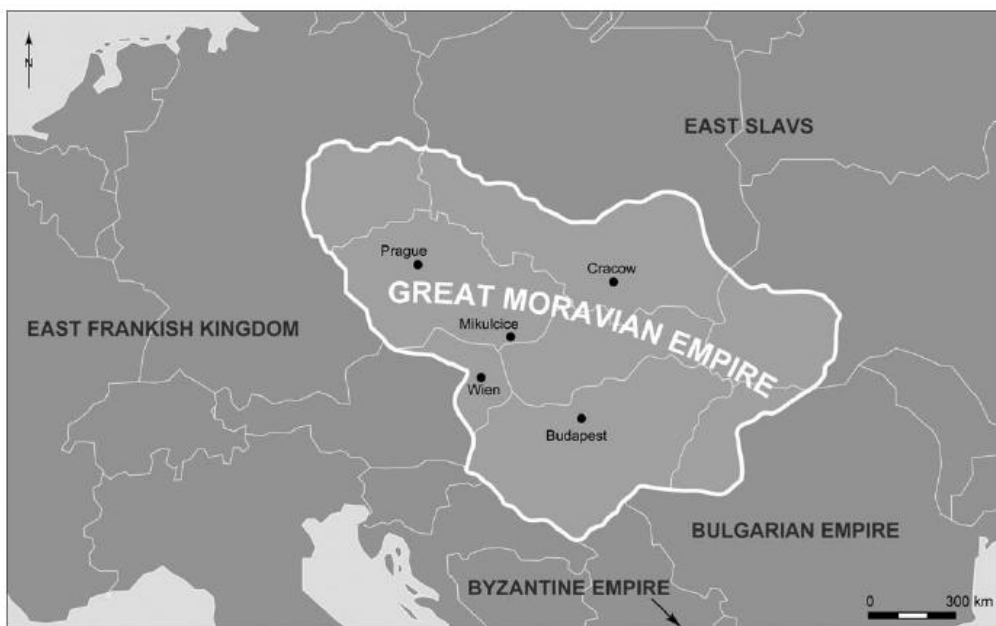 N
EAST SLAVS
Prague
Cracow
GREAT MORAVIAN EMPIRE
EAST FRANKISH KINGDOM
Mikulcice
Wien
Budapest
BULGARIAN EMPIRE
BYZANTINE EMPIRE
0 300 km